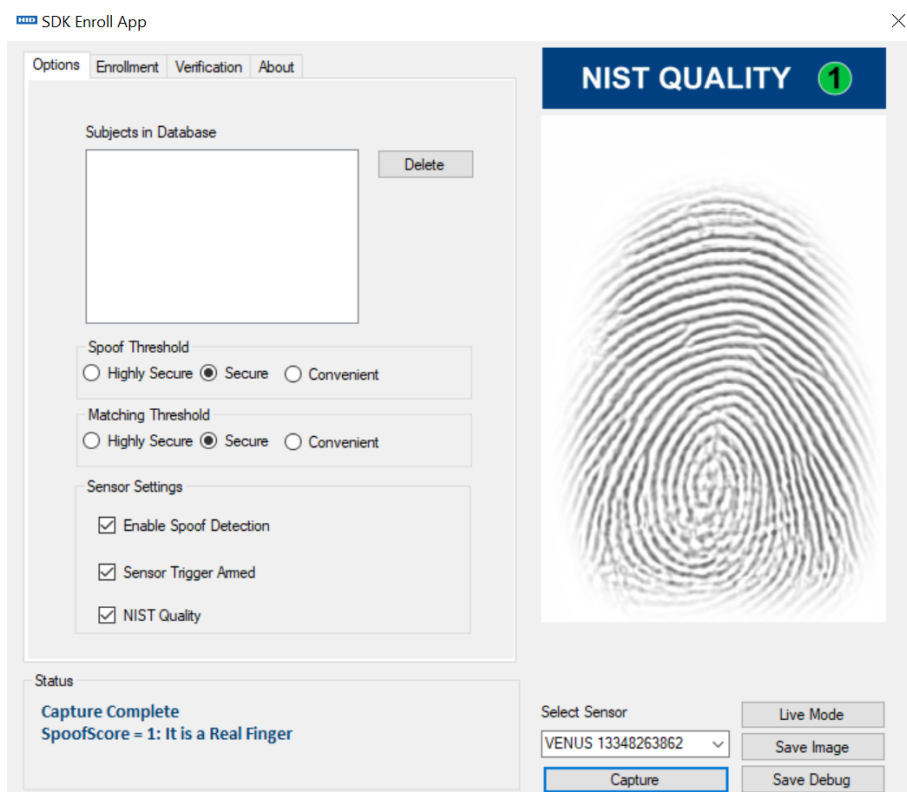 HID SDK Enroll App
Options Enrollment Verification About
Subjects in Database
Delete
Spoof Threshold
Highly Secure Secure Convenient
Matching Threshold
Highly Secure Secure Convenient
Sensor Settings
Enable Spoof Detection
Sensor Trigger Armed
NIST Quality
Status
Capture Complete
SpoofScore = 1: It is a Real Finger
NIST QUALITY 1
Select Sensor
VENUS 13348263862
Capture
Live Mode
Save Image
Save Debug